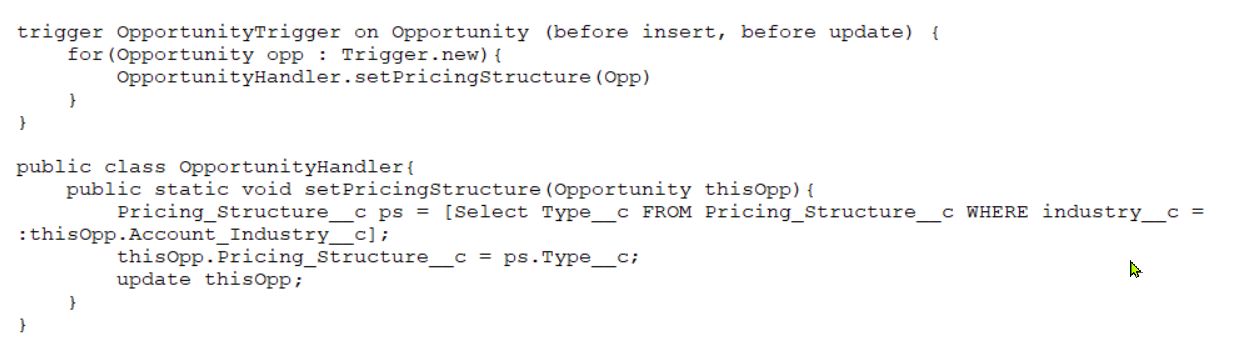 trigger OpportunityTrigger on Opportunity (before insert, before update) {
    for(Opportunity opp : Trigger.new){
        OpportunityHandler.setPricingStructure(Opp)
    }
}

public class OpportunityHandler{
    public static void setPricingStructure(Opportunity thisOpp){
        Pricing_Structure__c ps = [Select Type__c FROM Pricing_Structure__c WHERE industry__c =
:thisOpp.Account_Industry__c];
        thisOpp.Pricing_Structure__c = ps.Type__c;
        update thisOpp;
    }
}